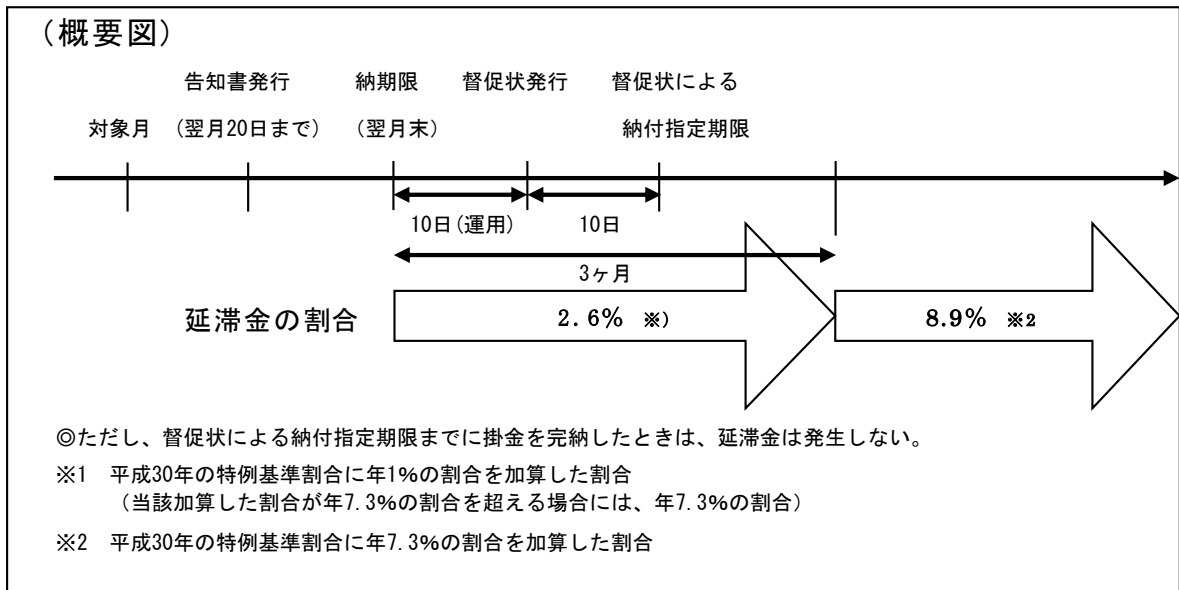 (概要図)
告知書発行 納期限 督促状発行 督促状による
対象月 (翌月20日まで) (翌月末) 納付指定期限
10日(運用) 10日
3ヶ月
延滞金の割合 2.6% ※) 8.9% ※2
◎ただし、督促状による納付指定期限までに掛金を完納したときは、延滞金は発生しない。
※1 平成30年の特例基準割合に年1%の割合を加算した割合
(当該加算した割合が年7.3%の割合を超える場合には、年7.3%の割合)
※2 平成30年の特例基準割合に年7.3%の割合を加算した割合